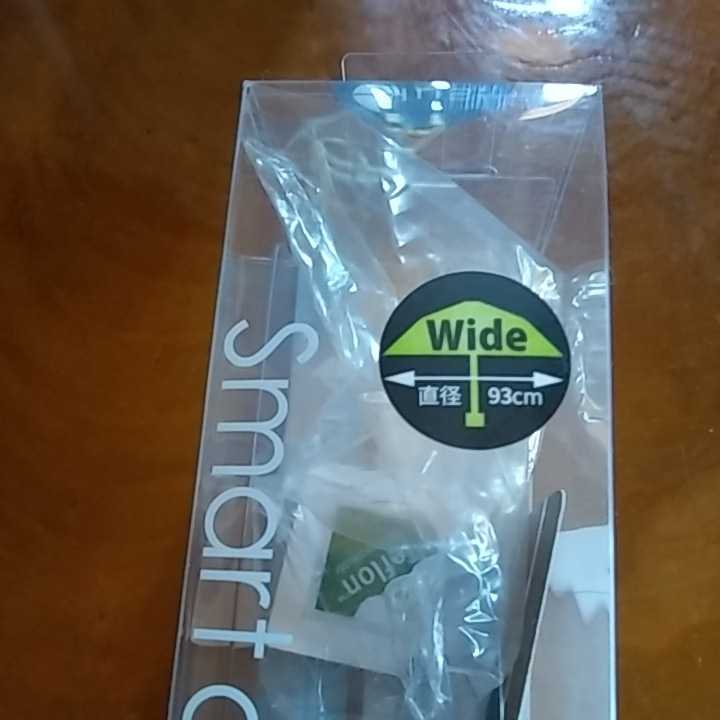 Wide
直径 93cm
Smart